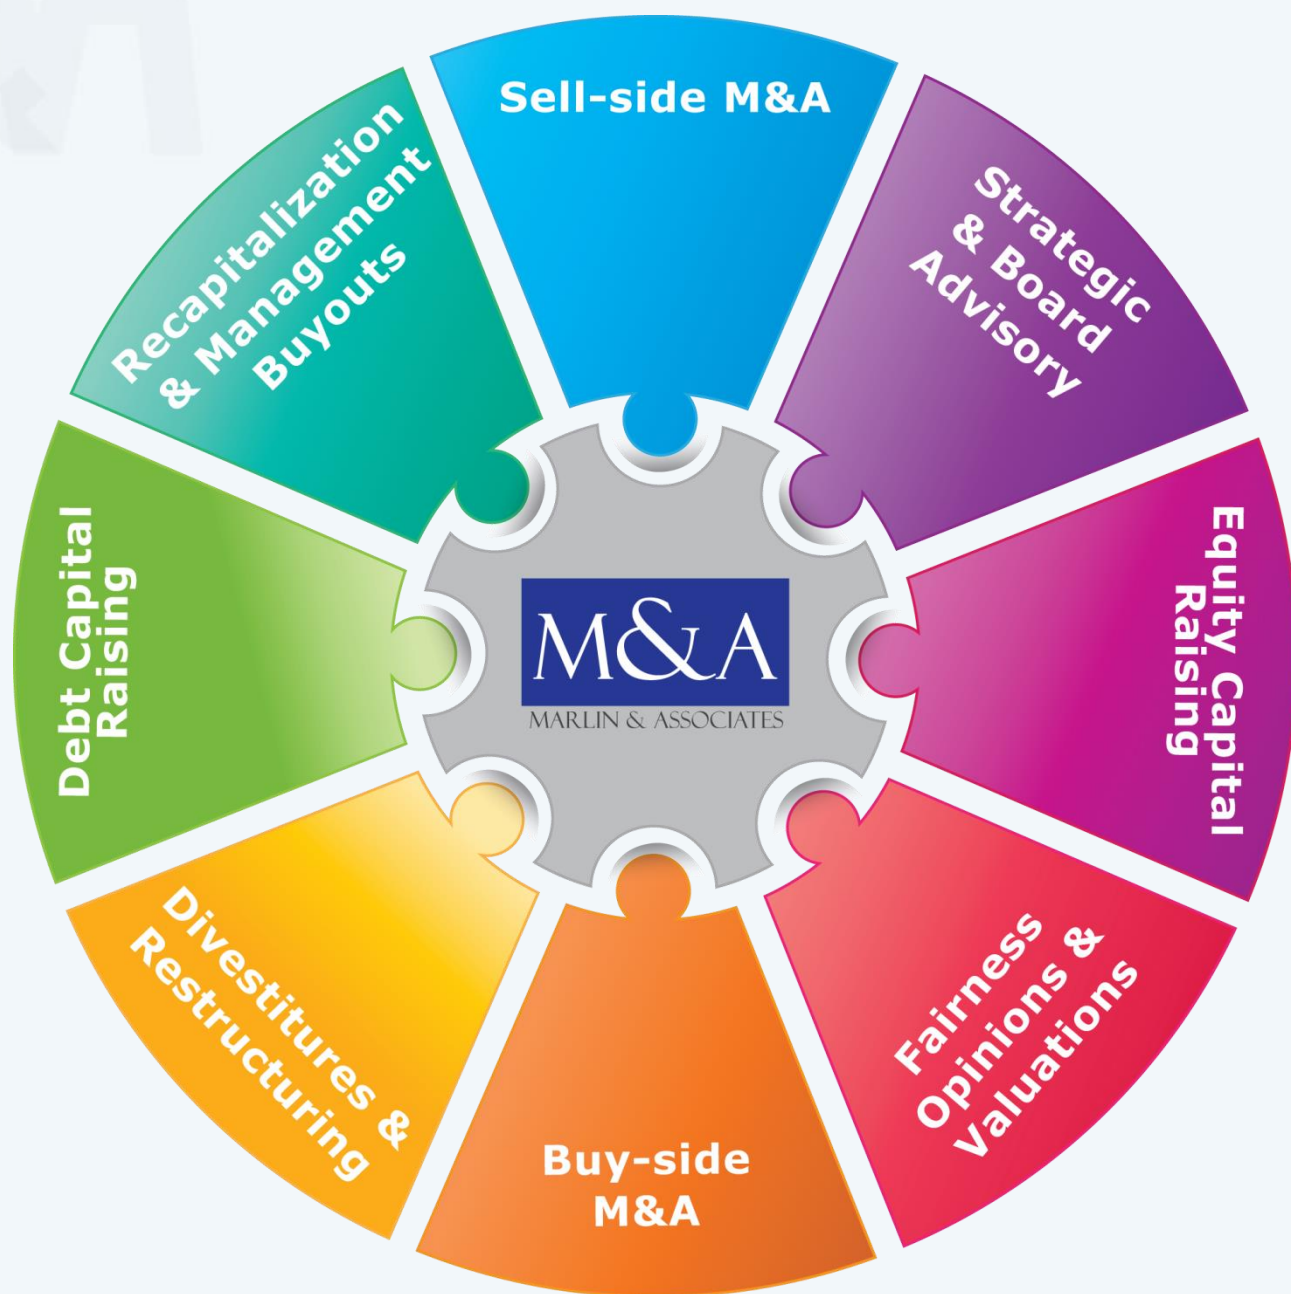 Sell-side M&A
Strategic
& Board
Advisory
Equity Capital
Raising
Fairness
Opinions &
Valuations
Buy-side
M&A
Divestitures &
Restructuring
Debt Capital
Raising
Recapitalization
& Management
Buyouts
M&A
MARLIN & ASSOCIATES